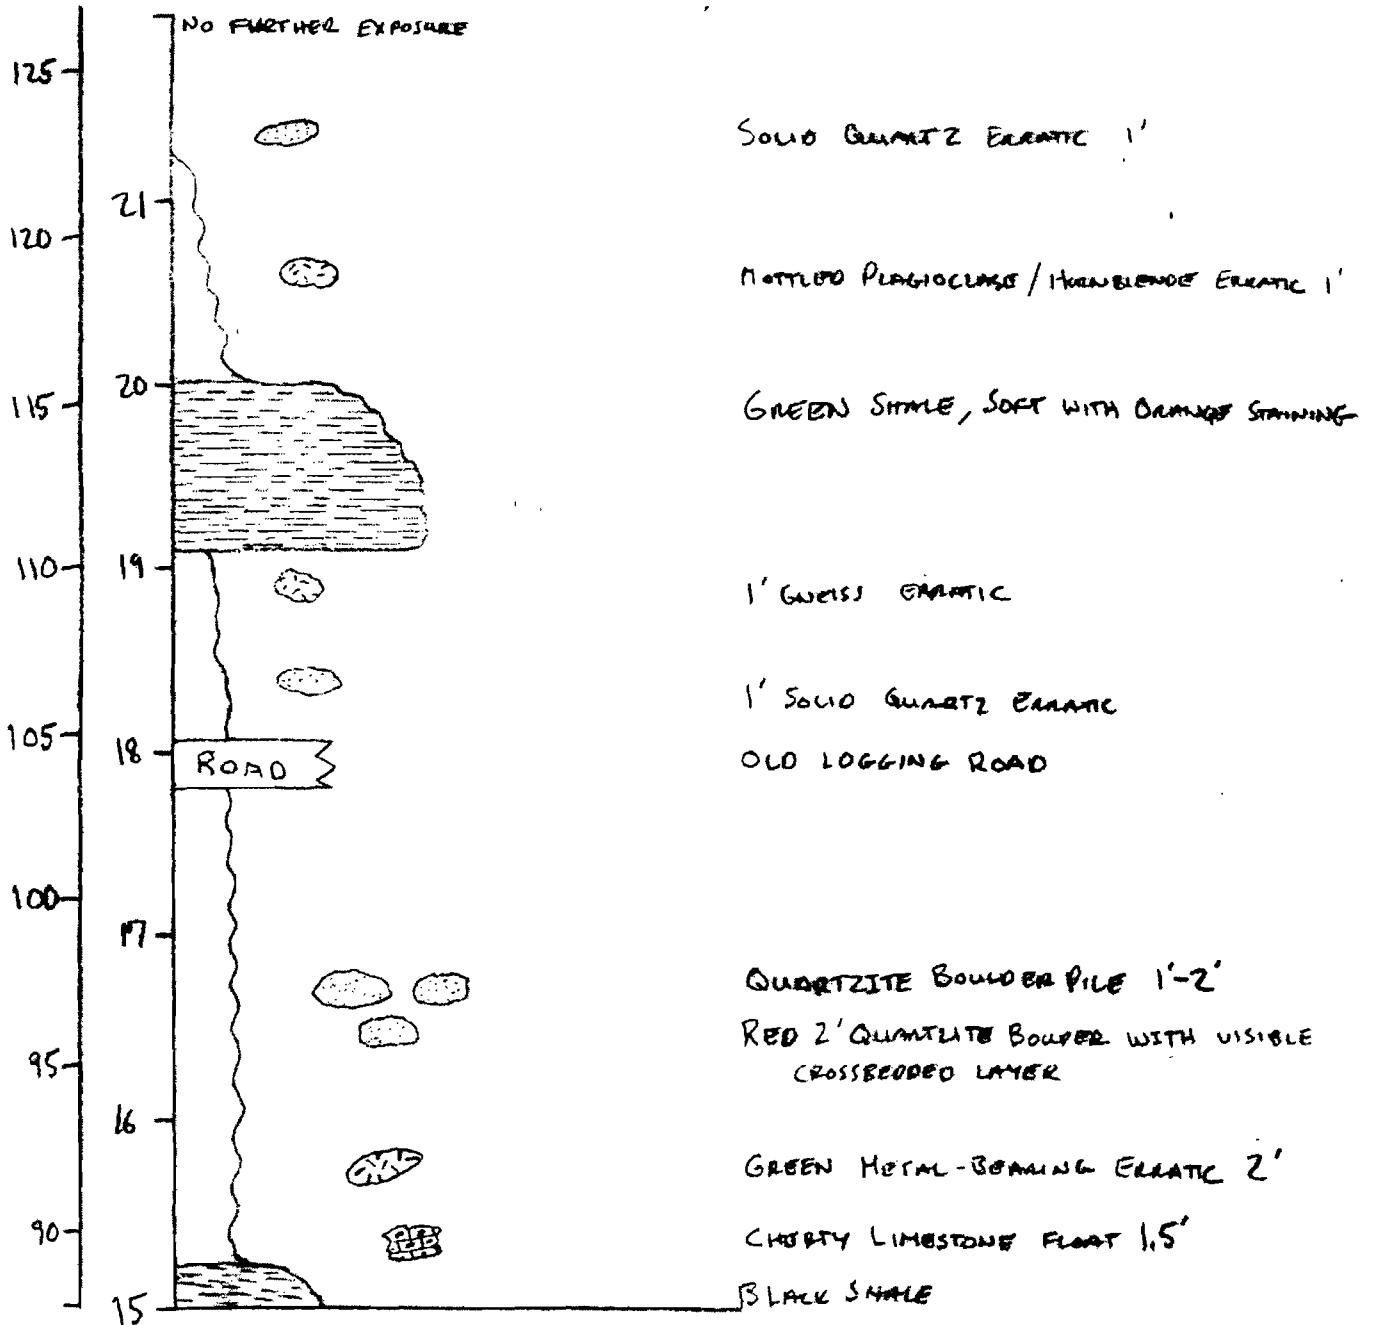 NO FURTHER EXPOSURE
125
SOLID QUARTZ ERRATIC 1'
21
120
MOTTLED PLAGIOCLASE / HORNBLENDE ERRATIC 1'
20
115
GREEN SHALE, SOFT WITH ORANGE STAINING
19
110
1' GNEISS ERRATIC
1' SOLID QUARTZ ERRATIC
105
18
ROAD
OLD LOGGING ROAD
100
17
QUARTZITE BOULDER PILE 1'-2'
RED 2' QUARTZITE BOULDER WITH VISIBLE
CROSSBEDDED LAYER
95
16
GREEN METAL-BEARING ERRATIC 2'
90
CHERTY LIMESTONE FLOAT 1.5'
BLACK SHALE
15